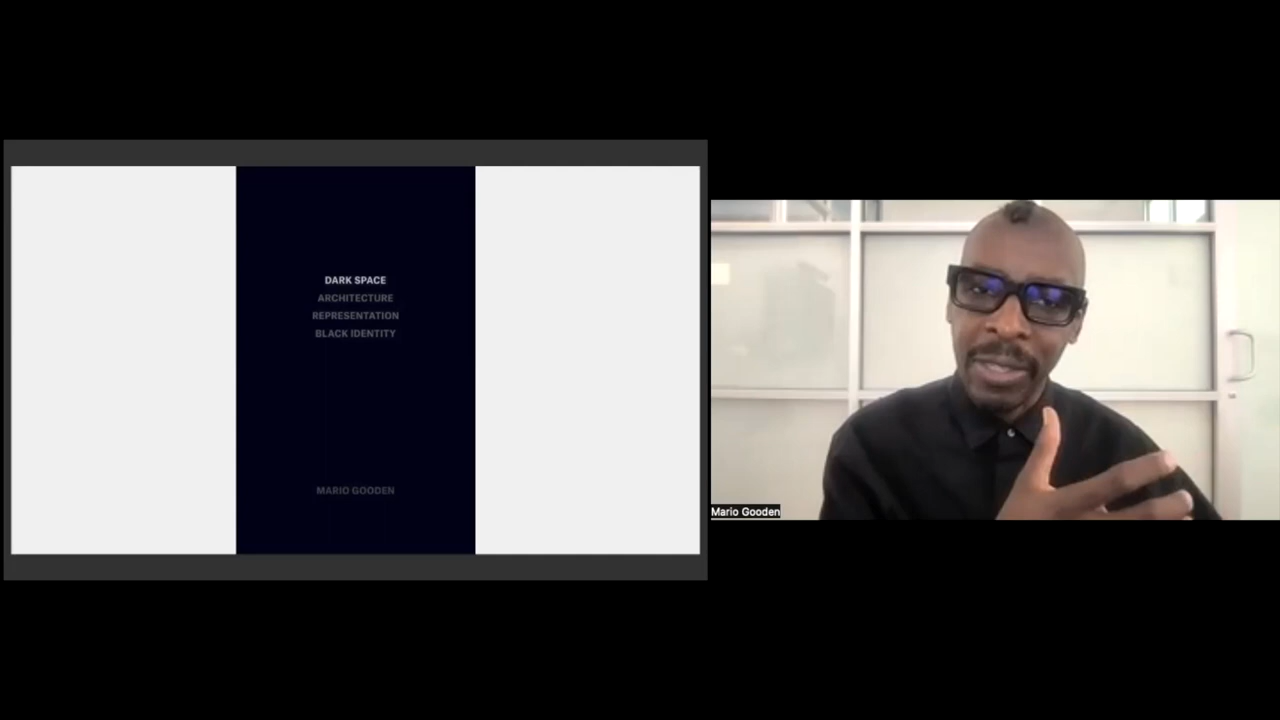 DARK SPACE
ARCHITECTURE
REPRESENTATION
BLACK IDENTITY
MARIO GOODEN
Mario Gooden